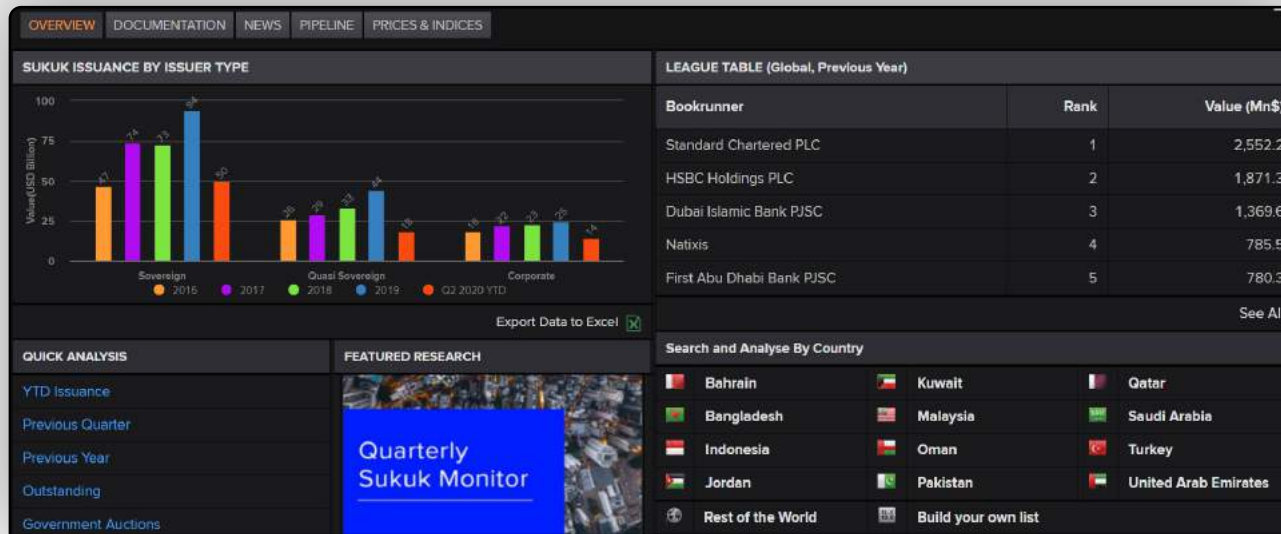 OVERVIEW DOCUMENTATION NEWS PIPELINE PRICES & INDICES
SUKUK ISSUANCE BY ISSUER TYPE
100
75
50
25
0
Value(USD Billion)
47 74 73 94 50
26 29 33 44 18
18 22 23 25 14
Sovereign Quasi Sovereign Corporate
2016 2017 2018 2019 Q2 2020 YTD
Export Data to Excel
LEAGUE TABLE (Global, Previous Year)
Bookrunner Rank Value (Mn$
Standard Chartered PLC 1 2,552.2
HSBC Holdings PLC 2 1,871.3
Dubai Islamic Bank PJSC 3 1,369.6
Natixis 4 785.5
First Abu Dhabi Bank PJSC 5 780.3
See Al
QUICK ANALYSIS
YTD Issuance
Previous Quarter
Previous Year
Outstanding
Government Auctions
FEATURED RESEARCH
Quarterly
Sukuk Monitor
Search and Analyse By Country
Bahrain Kuwait Qatar
Bangladesh Malaysia Saudi Arabia
Indonesia Oman Turkey
Jordan Pakistan United Arab Emirates
Rest of the World Build your own list